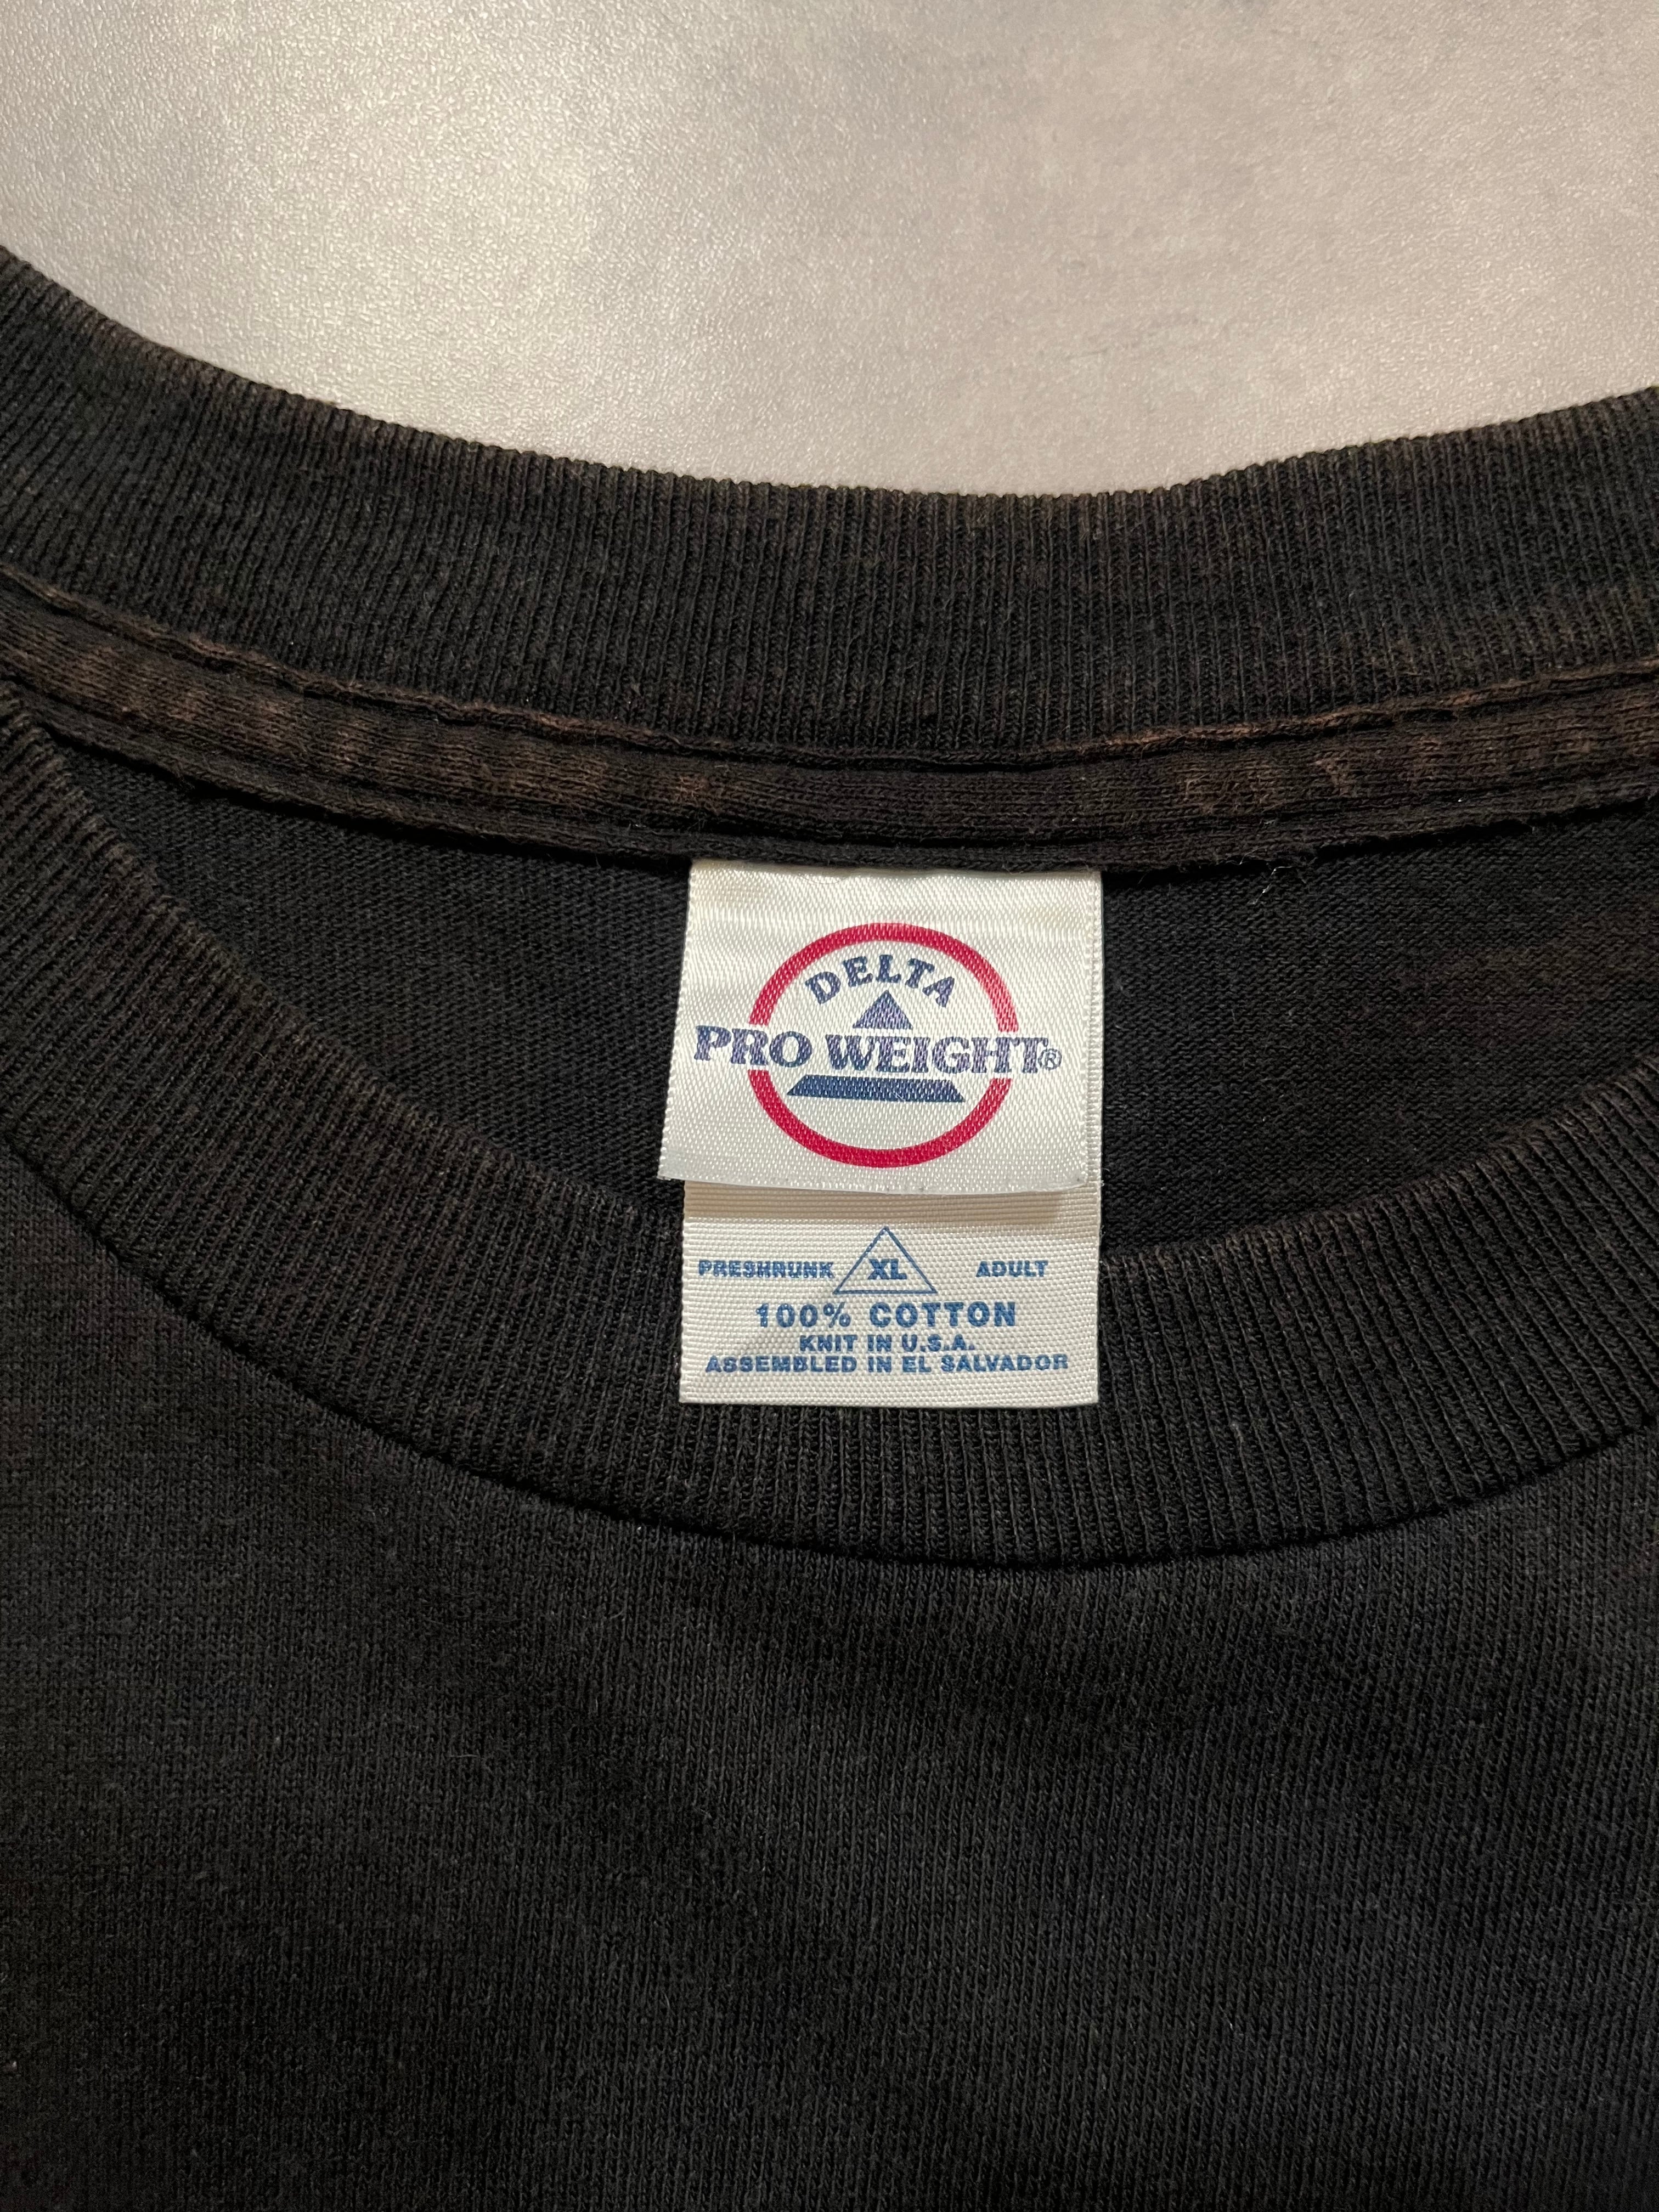 DELTA
PRO WEIGHT®
PRESHRUNK XL ADULT
100% COTTON
KNIT IN U.S.A.
ASSEMBLED IN EL SALVADOR